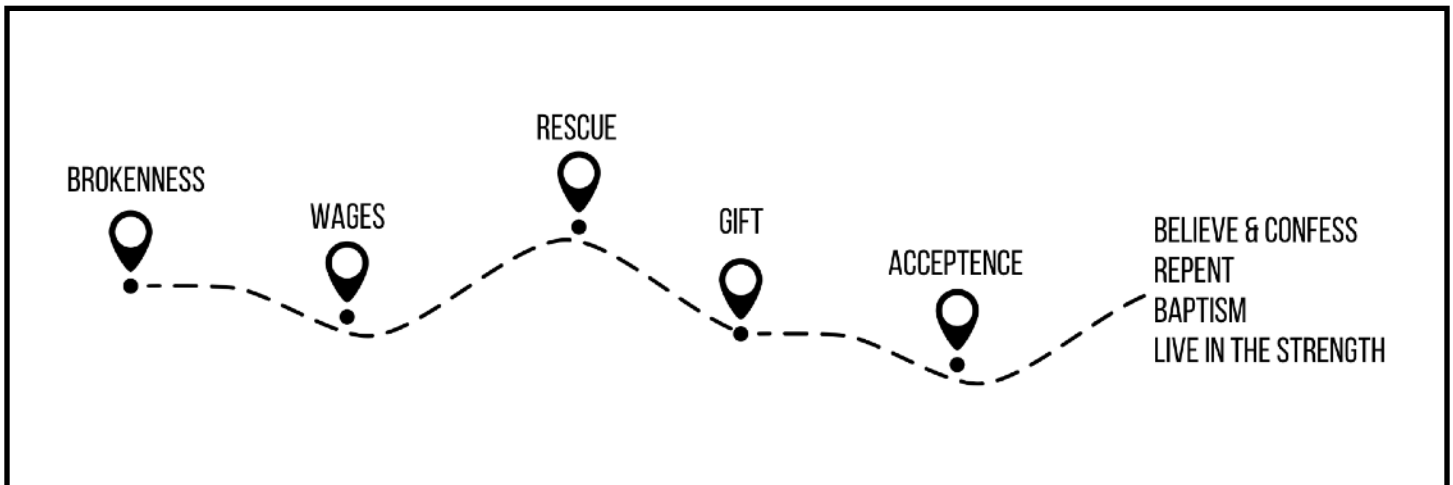 BROKENNESS
WAGES
RESCUE
GIFT
ACCEPTENCE
BELIEVE & CONFESS
REPENT
BAPTISM
LIVE IN THE STRENGTH